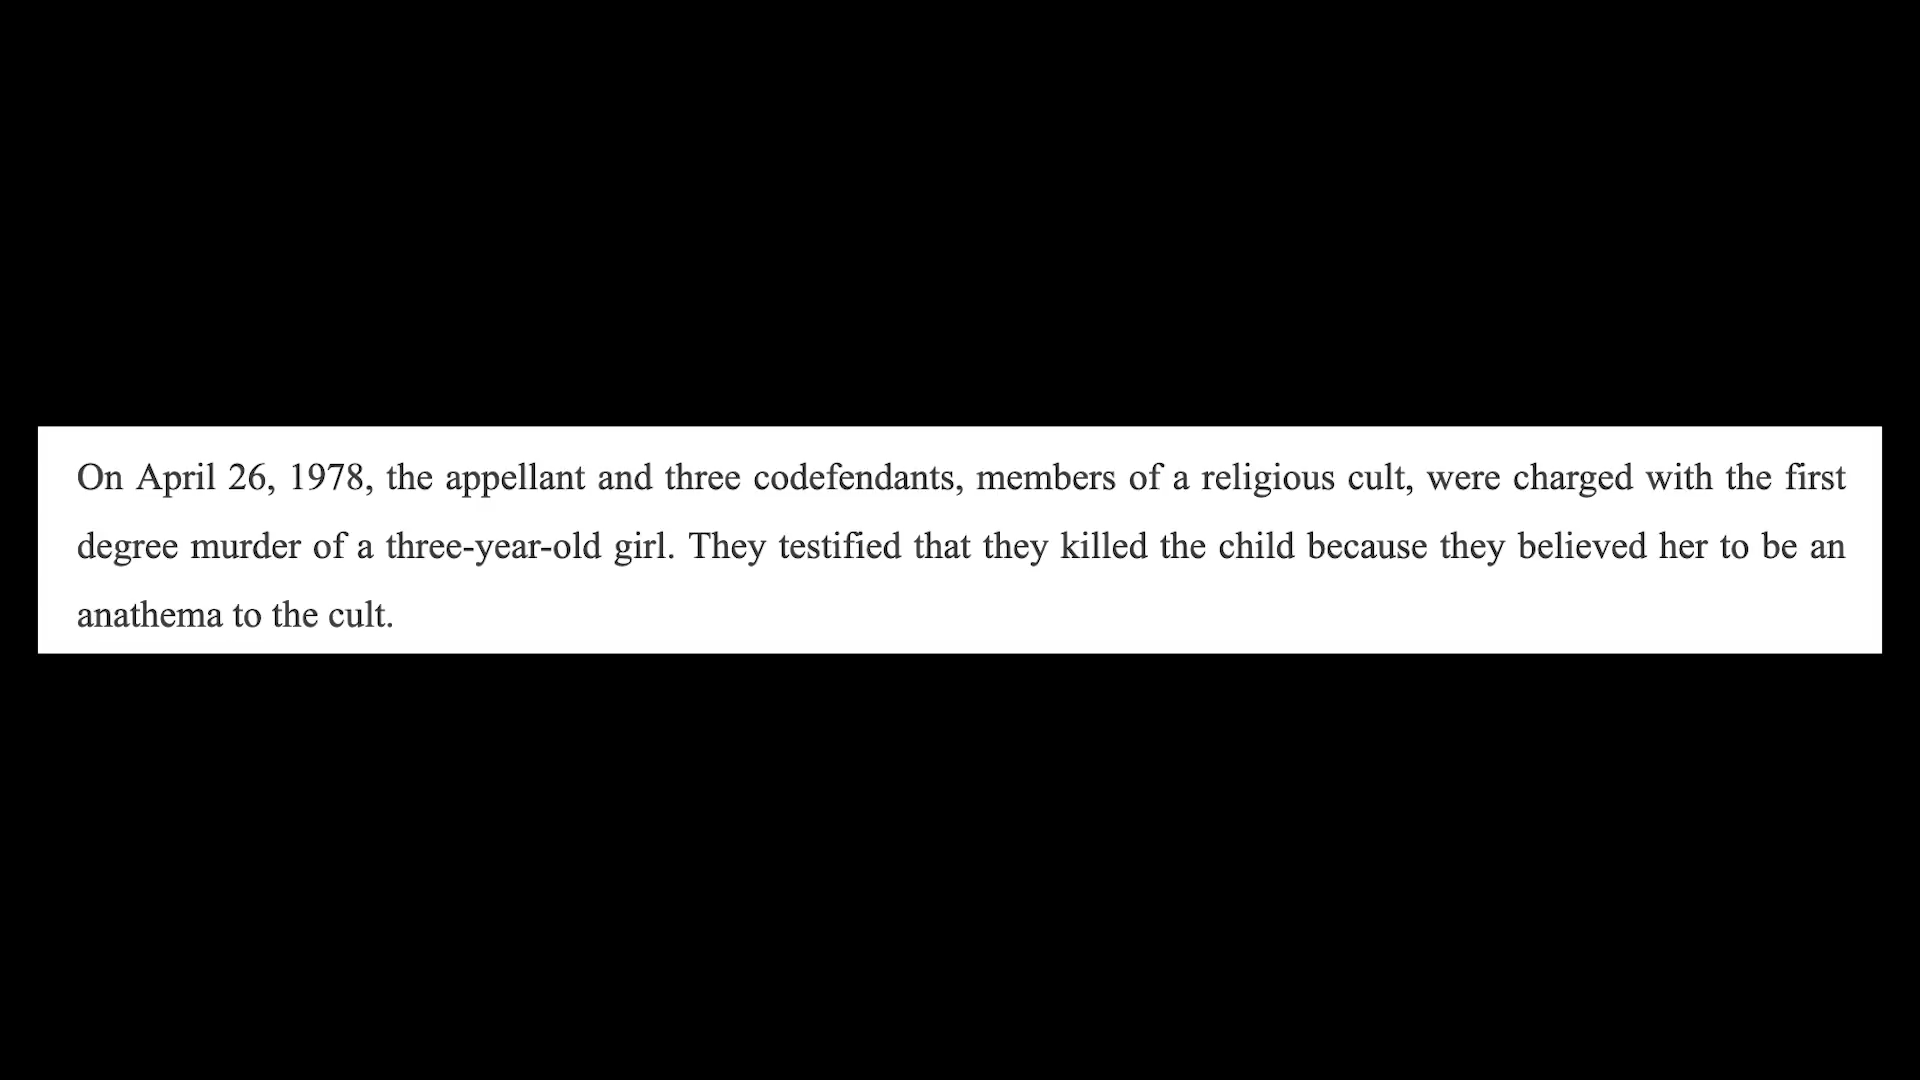 On April 26, 1978, the appellant and three codefendants, members of a religious cult, were charged with the first
degree murder of a three-year-old girl. They testified that they killed the child because they believed her to be an
anathema to the cult.